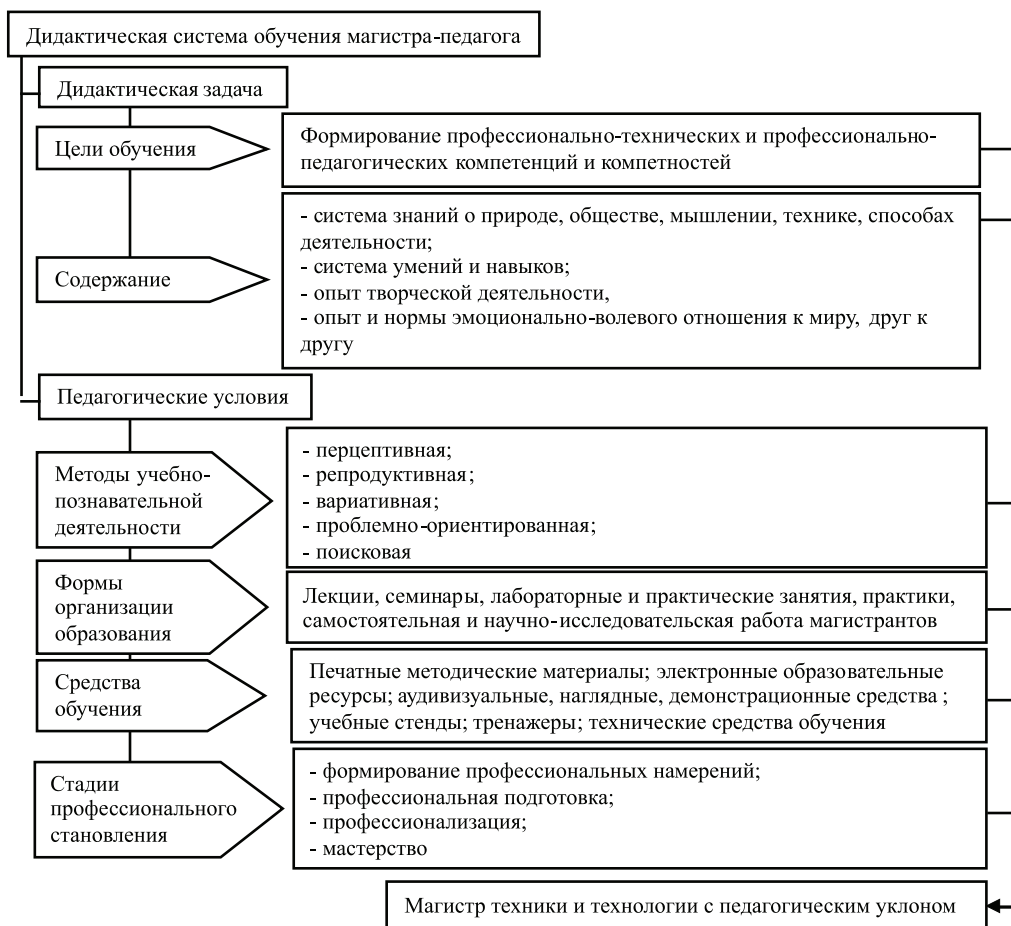 Дидактическая система обучения магистра-педагога
Дидактическая задача
Цели обучения
Формирование профессионально-технических и профессионально-
педагогических компетенций и компетностей
Содержание
- система знаний о природе, обществе, мышлении, технике, способах
деятельности;
- система умений и навыков;
- опыт творческой деятельности,
- опыт и нормы эмоционально-волевого отношения к миру, друг к
другу
Педагогические условия
Методы учебно-
познавательной
деятельности
- перцептивная;
- репродуктивная;
- вариативная;
- проблемно-ориентированная;
- поисковая
Формы
организации
образования
Лекции, семинары, лабораторные и практические занятия, практики,
самостоятельная и научно-исследовательская работа магистрантов
Средства
обучения
Печатные методические материалы; электронные образовательные
ресурсы; аудивизуальные, наглядные, демонстрационные средства ;
учебные стенды; тренажеры; технические средства обучения
Стадии
профессионального
становления
- формирование профессиональных намерений;
- профессиональная подготовка;
- профессионализация;
- мастерство
Магистр техники и технологии с педагогическим уклоном